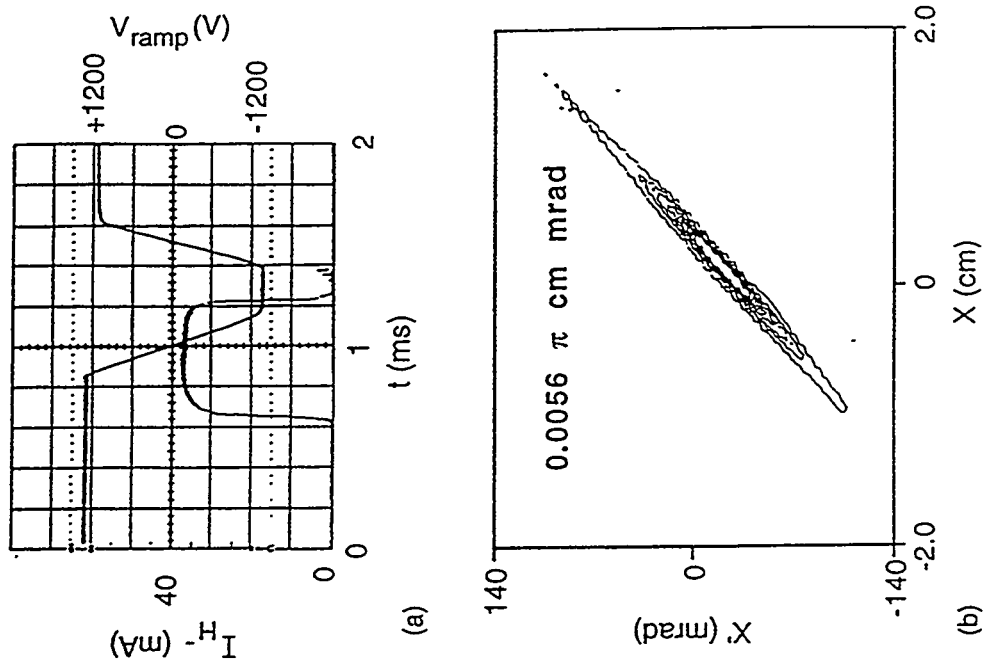 V_ramp (V)
+1200
0
-1200
I_H⁻ (mA)
40
0
0
1
2
t (ms)
(a)
X' (mrad)
140
0
-140
0.0056 π cm mrad
-2.0
0
2.0
X (cm)
(b)